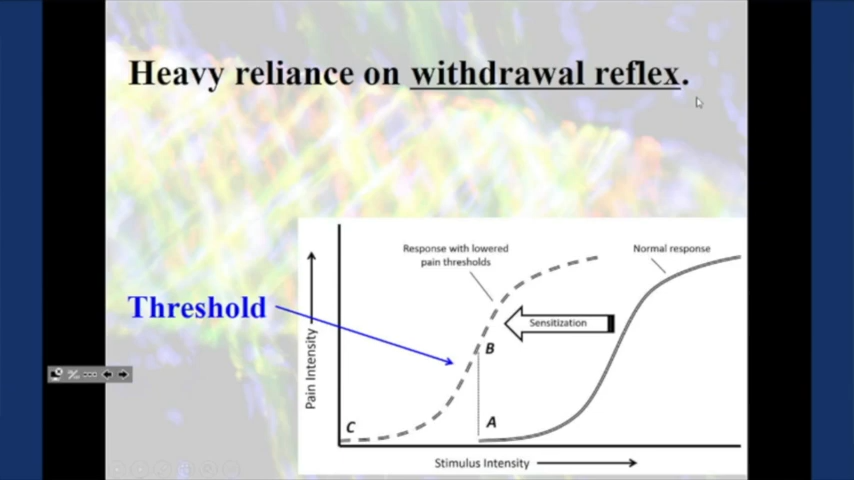 Heavy reliance on withdrawal reflex.
Response with lowered
pain thresholds
Normal response
Threshold
Sensitization
Pain Intensity
B
A
C
Stimulus Intensity